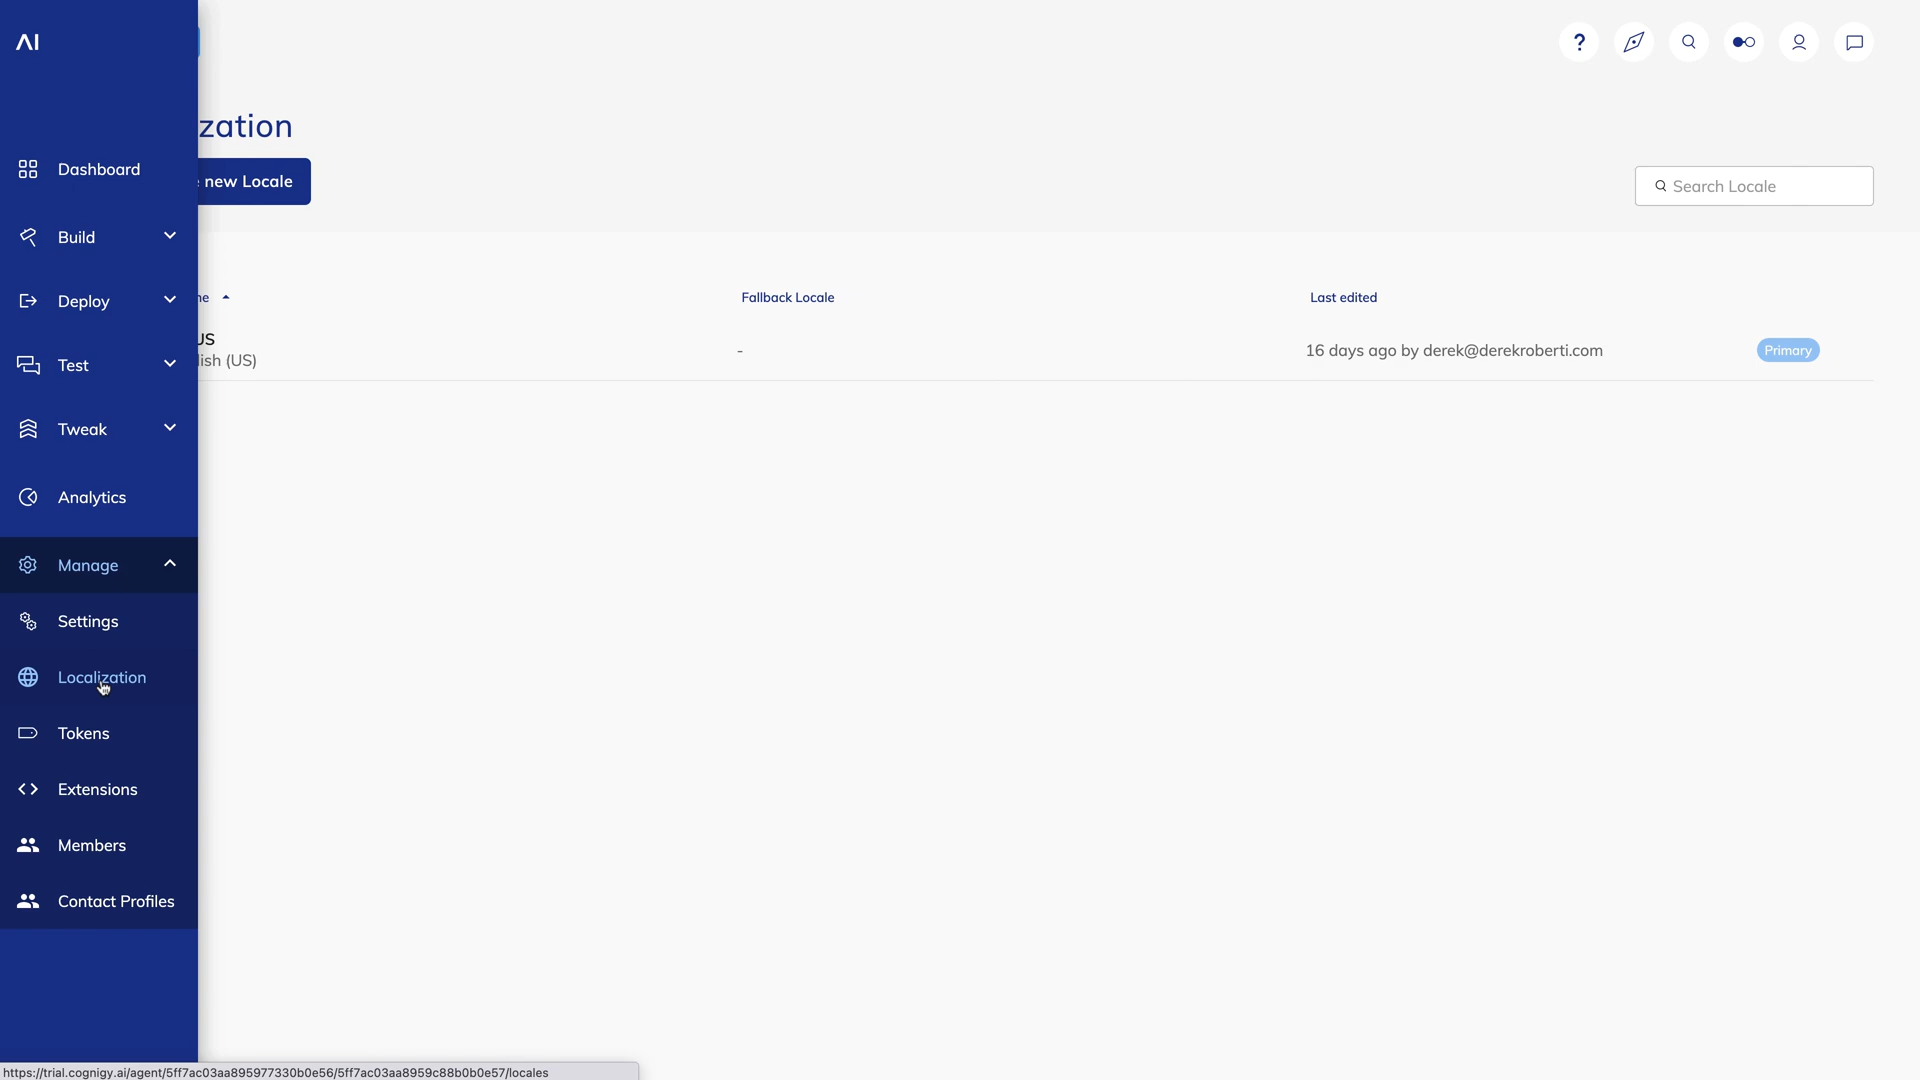 AI
zation
Dashboard
new Locale
Search Locale
Build
Deploy
Fallback Locale
Last edited
US
lish (US)
-
16 days ago by derek@derekroberti.com
Primary
Test
Tweak
Analytics
Manage
Settings
Localization
Tokens
Extensions
Members
Contact Profiles
https://trial.cognigy.ai/agent/5ff7ac03aa895977330b0e56/5ff7ac03aa8959c88b0b0e57/locales